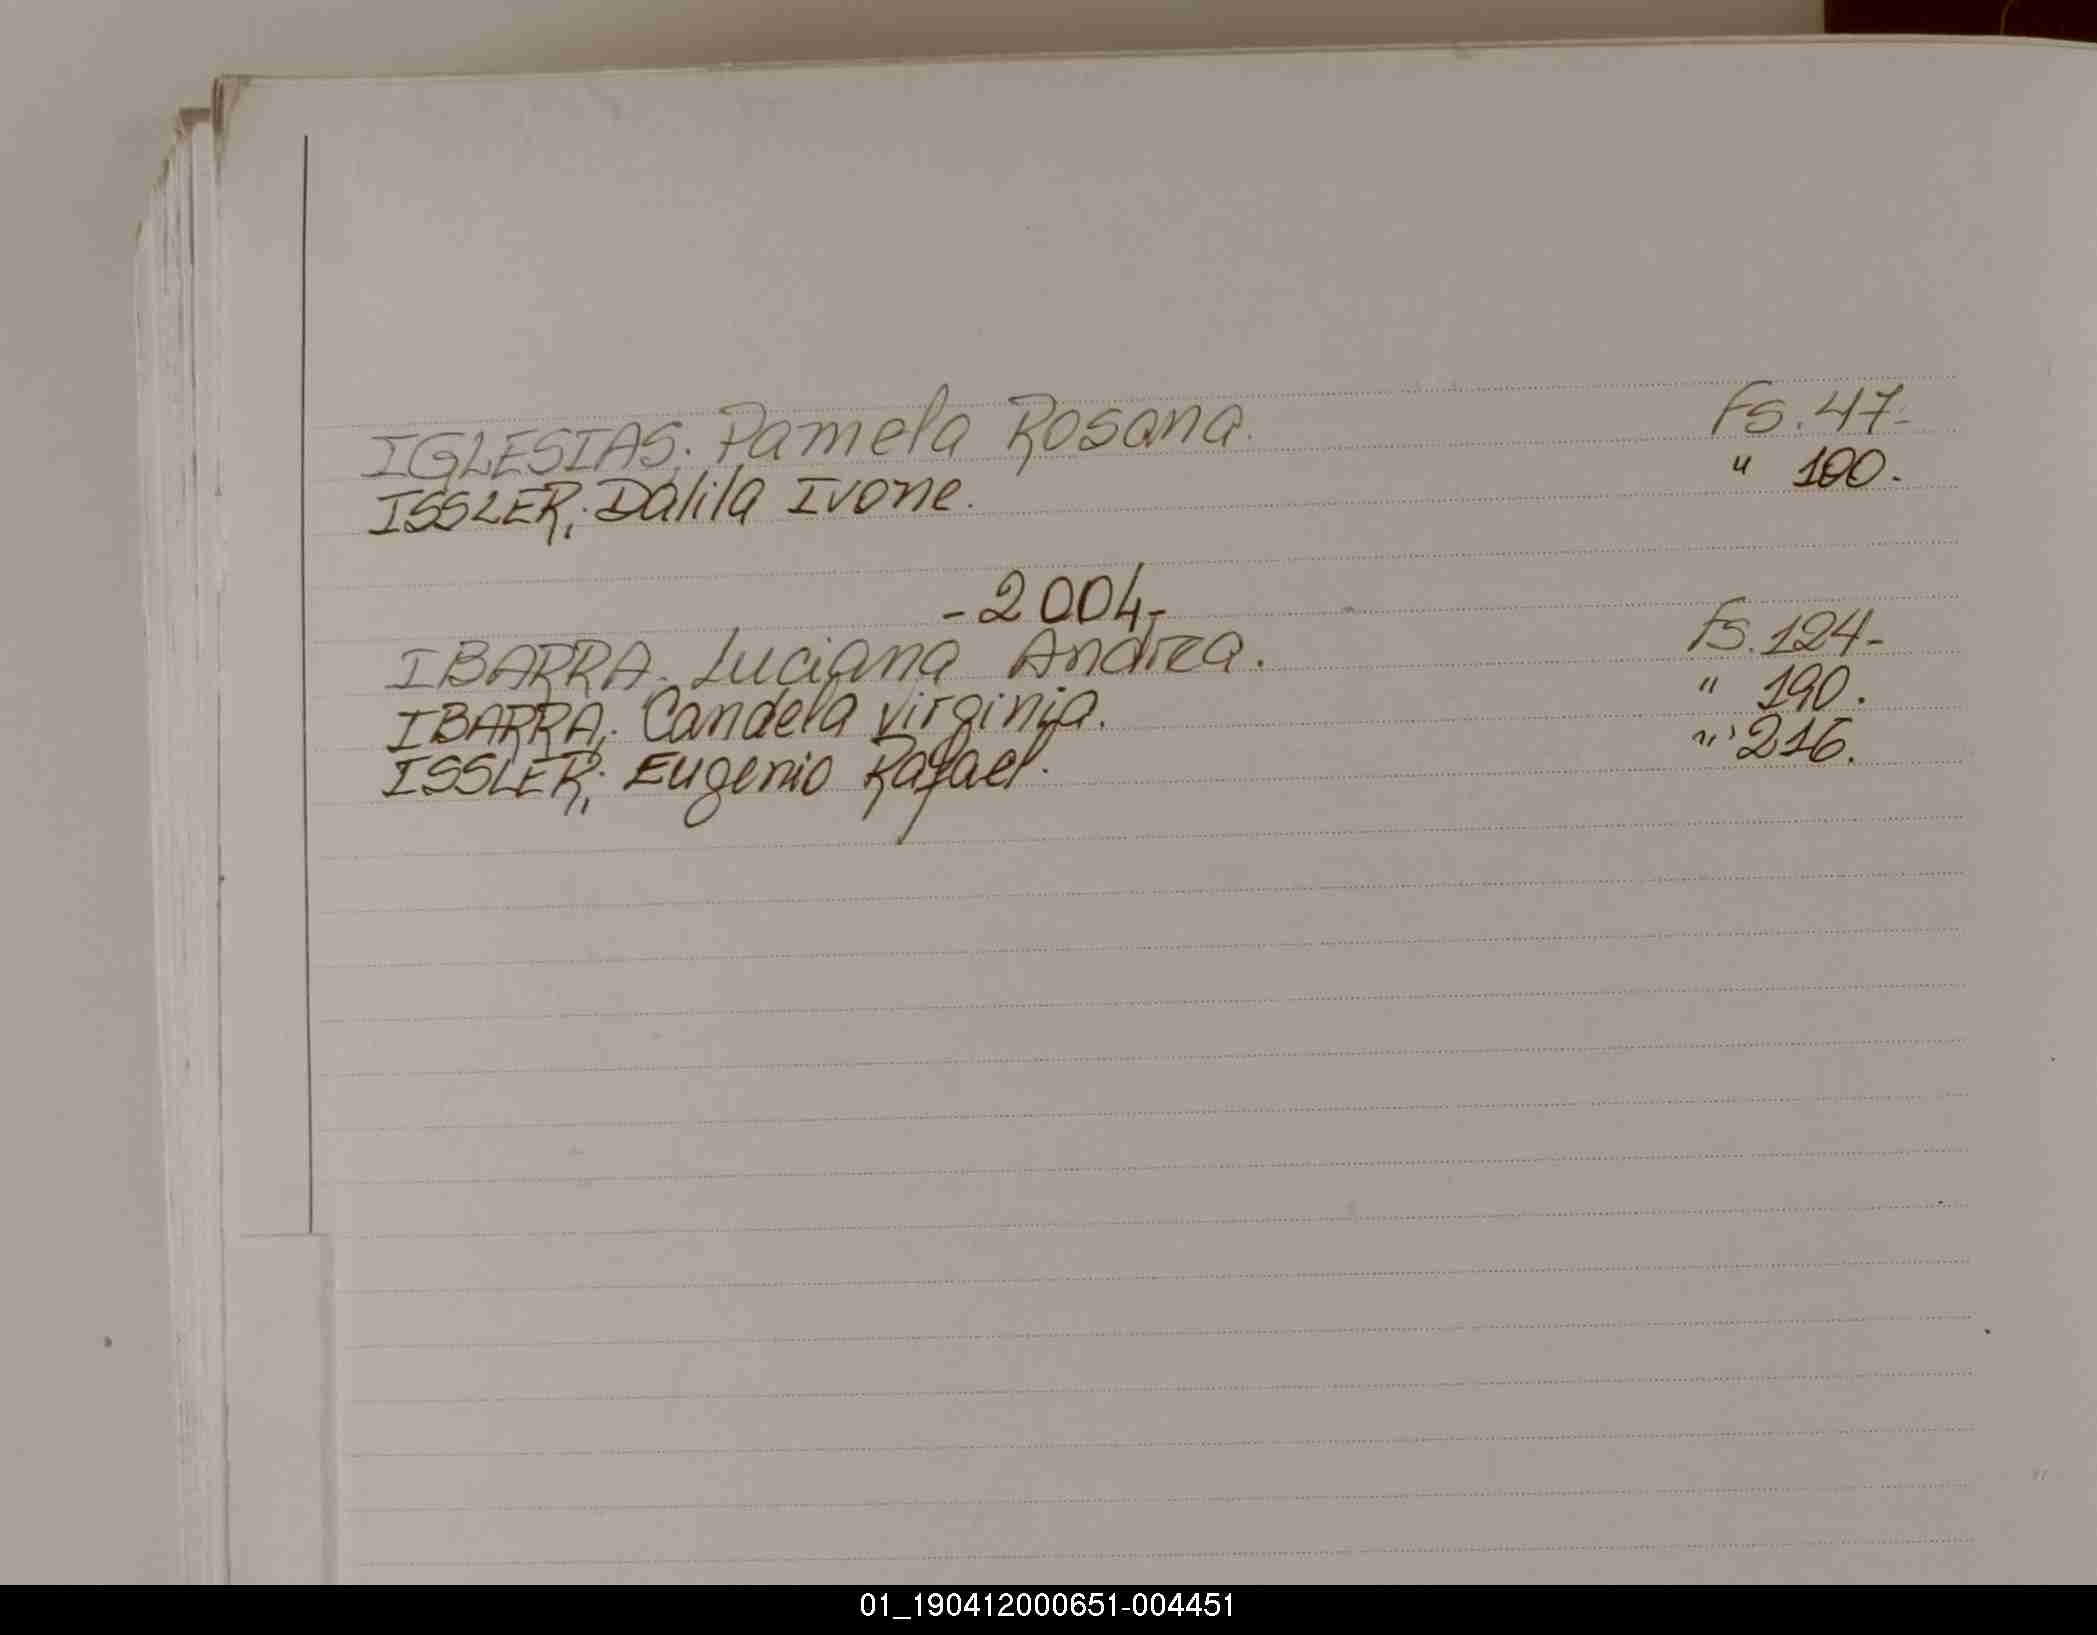 IGLESIAS, Pamela Rosana. Fs. 47-
ISSLER, Dalila Ivone. " 100.
-2004-
IBARRA, Luciana Andrea. Fs. 124-
IBARRA, Candela Virginia. " 190.
ISSLER, Eugenio Rafael. " 216.
01_190412000651-004451